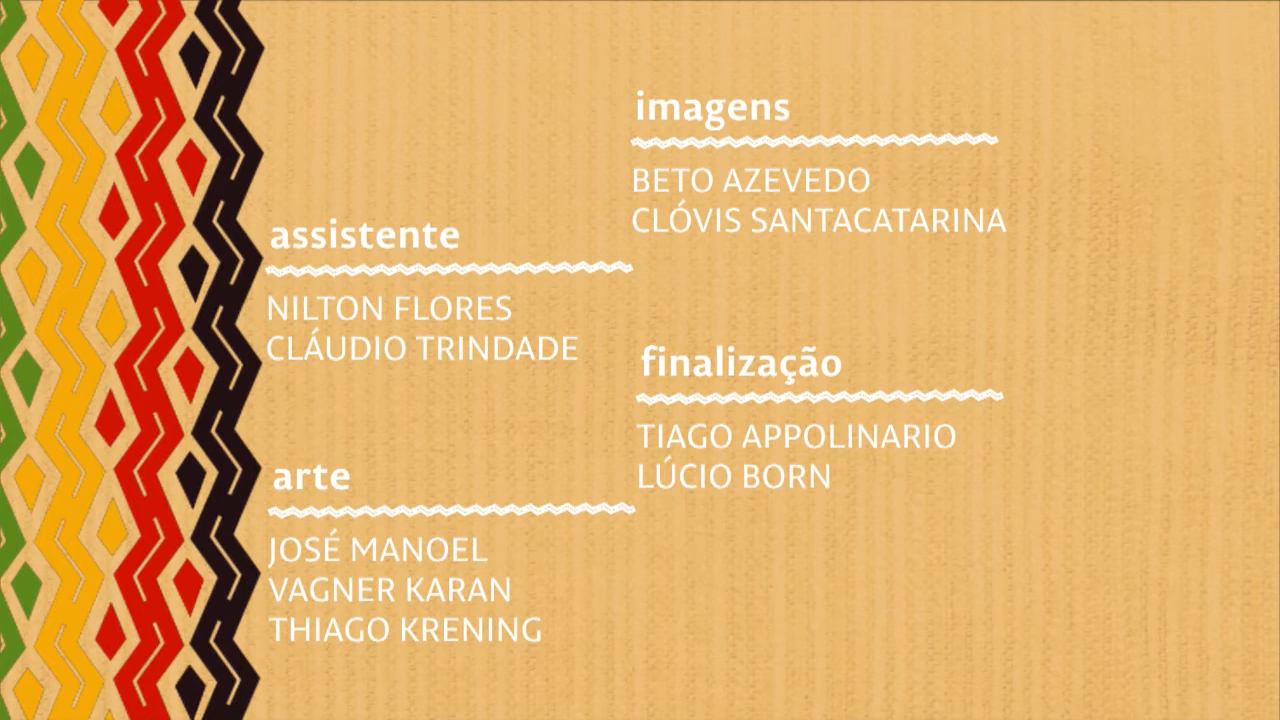 assistente
NILTON FLORES
CLÁUDIO TRINDADE
arte
JOSÉ MANOEL
VAGNER KARAN
THIAGO KRENING
imagens
BETO AZEVEDO
CLÓVIS SANTACATARINA
finalização
TIAGO APPOLINARIO
LÚCIO BORN